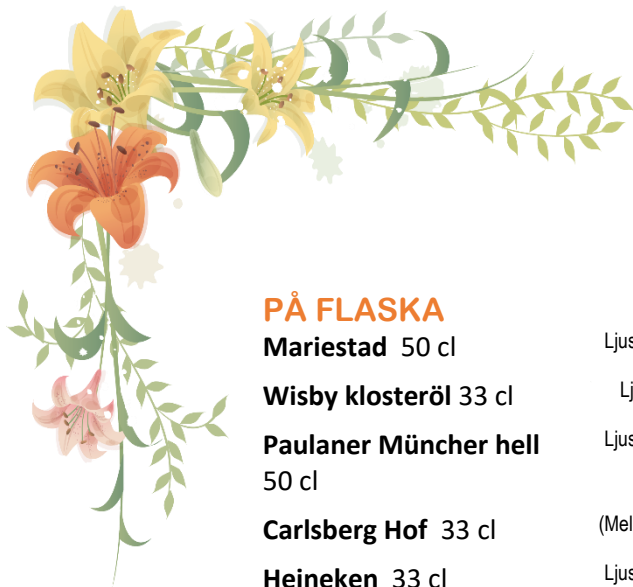 PÅ FLASKA
Mariestad 50 cl Ljus
Wisby klosteröl 33 cl Lj
Paulaner Müncher hell Ljus
50 cl
Carlsberg Hof 33 cl (Mel
Heineken 33 cl Ljus